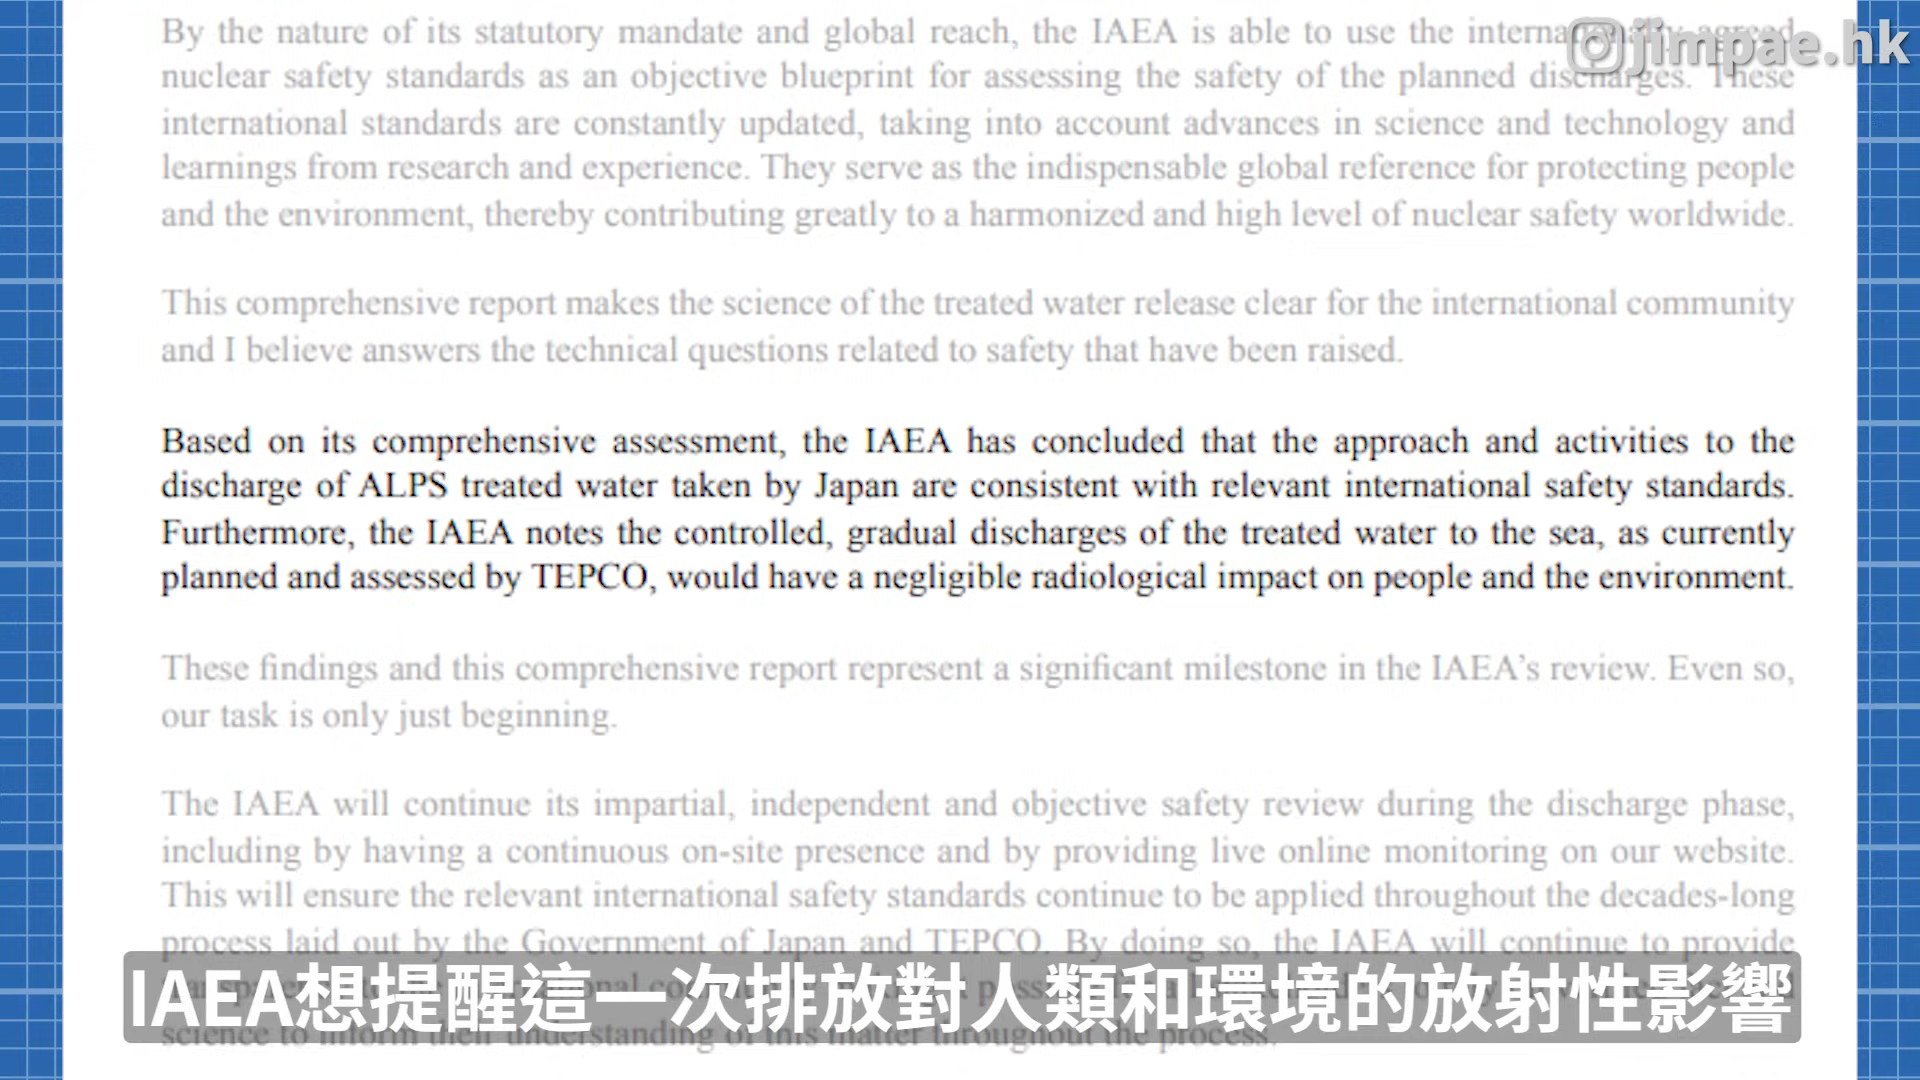 By the nature of its statutory mandate and global reach, the IAEA is able to use the internationally agreed
jimpae.hk
nuclear safety standards as an objective blueprint for assessing the safety of the planned discharges. These
international standards are constantly updated, taking into account advances in science and technology and
learnings from research and experience. They serve as the indispensable global reference for protecting people
and the environment, thereby contributing greatly to a harmonized and high level of nuclear safety worldwide.
This comprehensive report makes the science of the treated water release clear for the international community
and I believe answers the technical questions related to safety that have been raised.
Based on its comprehensive assessment, the IAEA has concluded that the approach and activities to the
discharge of ALPS treated water taken by Japan are consistent with relevant international safety standards.
Furthermore, the IAEA notes the controlled, gradual discharges of the treated water to the sea, as currently
planned and assessed by TEPCO, would have a negligible radiological impact on people and the environment.
These findings and this comprehensive report represent a significant milestone in the IAEA's review. Even so,
our task is only just beginning.
The IAEA will continue its impartial, independent and objective safety review during the discharge phase,
including by having a continuous on-site presence and by providing live online monitoring on our website.
This will ensure the relevant international safety standards continue to be applied throughout the decades-long
process laid out by the Government of Japan and TEPCO. By doing so, the IAEA will continue to provide
IAEA想提醒這一次排放對人類和環境的放射性影響
science to inform their understanding of this matter throughout the process.